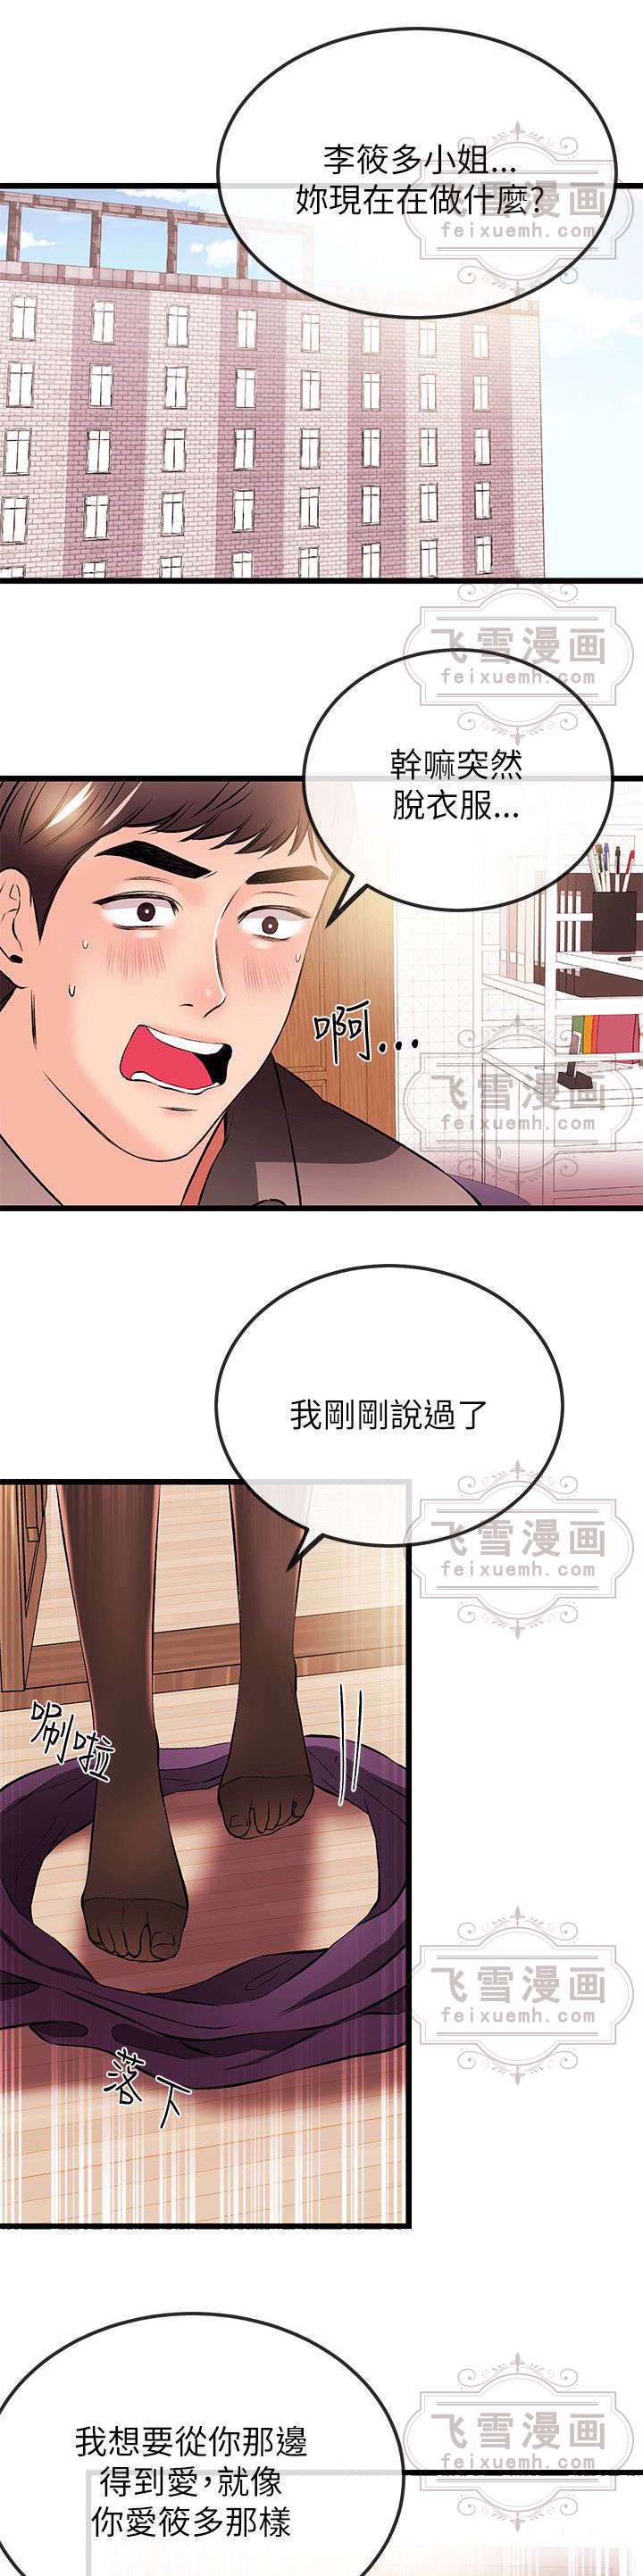 李筱多小姐…
妳現在在做什麼?
飞雪漫画
feixuemh.com
飞雪漫画
feixuemh.com
幹嘛突然
脫衣服…
啊…
飞雪漫画
feixuemh.com
我剛剛說過了
飞雪漫画
feixuemh.com
唰啦
飞雪漫画
feixuemh.com
落下
飞雪漫画
feixuemh.com
我想要從你那邊
得到愛，就像
你愛筱多那樣